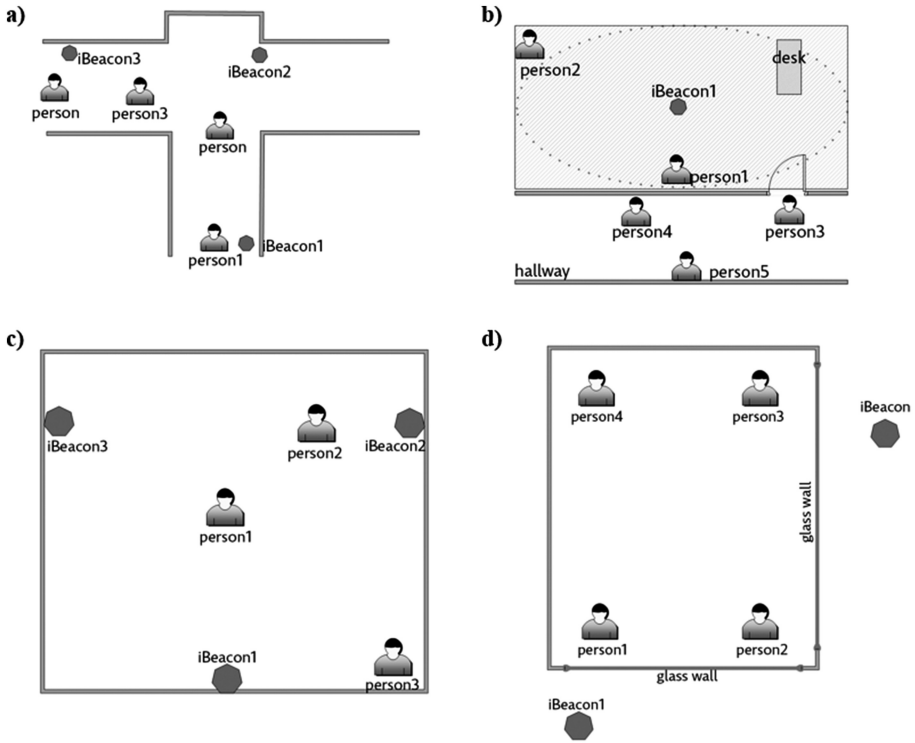 a)
iBeacon3
iBeacon2
person
person3
person
person1
iBeacon1
b)
person2
desk
iBeacon1
person1
person4
person3
hallway
person5
c)
iBeacon3
person2
iBeacon2
person1
iBeacon1
person3
d)
person4
person3
iBeacon
glass wall
person1
person2
glass wall
iBeacon1